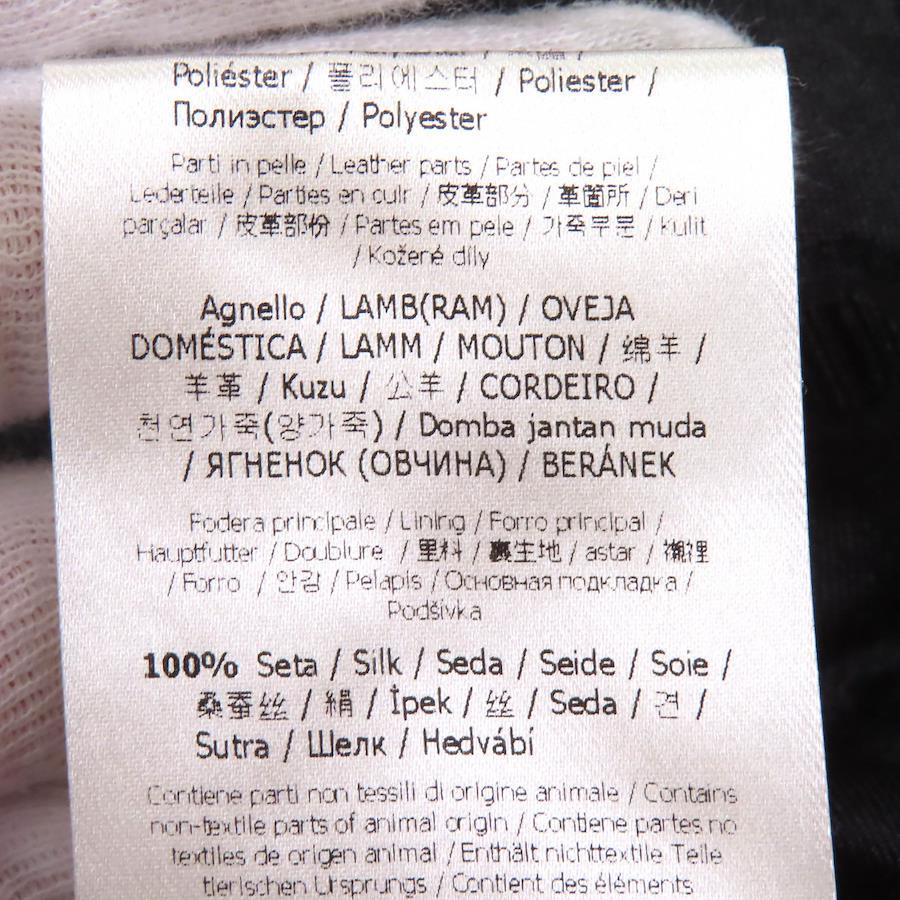 Poliéster / 폴리에스터 / Poliester /
Полиэстер / Polyester
Parti in pelle / Leather parts / Partes de piel /
Lederteile / Parties en cuir / 皮革部分 / 革箇所 / Deri
parçalar / 皮革部份 / Partes em pele / 가죽부분 / Kulit
/ Kožené díly
Agnello / LAMB(RAM) / OVEJA
DOMÉSTICA / LAMM / MOUTON / 绵羊 /
羊革 / Kuzu / 公羊 / CORDEIRO /
천연가죽(양가죽) / Domba jantan muda
/ ЯГНЕНОК (ОВЧИНА) / BERÁNEK
Fodera principale / Lining / Forro principal /
Hauptfutter / Doublure / 里料 / 裏生地 / astar / 襯裡
/ Forro / 안감 / Pelapis / Основная подкладка /
Podšívka
100% Seta / Silk / Seda / Seide / Soie /
桑蚕丝 / 絹 / İpek / 丝 / Seda / 견 /
Sutra / Шелк / Hedvábí
Contiene parti non tessili di origine animale / Contains
non-textile parts of animal origin / Contiene partes no
textiles de origen animal / Enthält nichttextile Teile
tierischen Ursprungs / Contient des éléments